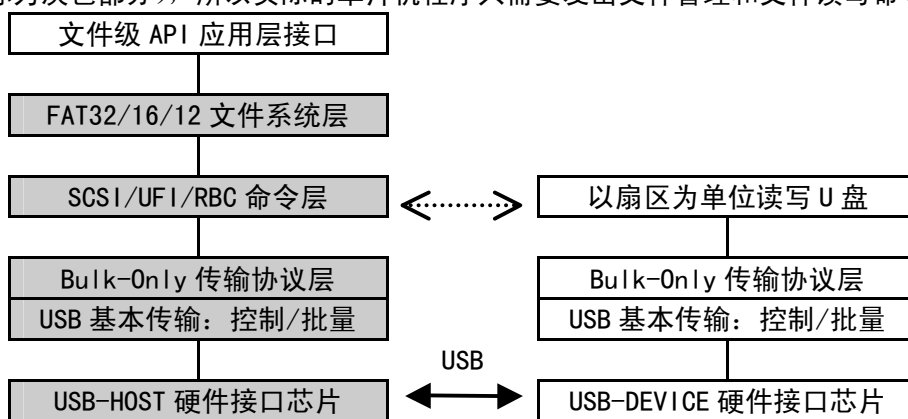 文件级 API 应用层接口
FAT32/16/12 文件系统层
SCSI/UFI/RBC 命令层
以扇区为单位读写 U 盘
Bulk-Only 传输协议层
Bulk-Only 传输协议层
USB 基本传输：控制/批量
USB 基本传输：控制/批量
USB
USB-HOST 硬件接口芯片
USB-DEVICE 硬件接口芯片